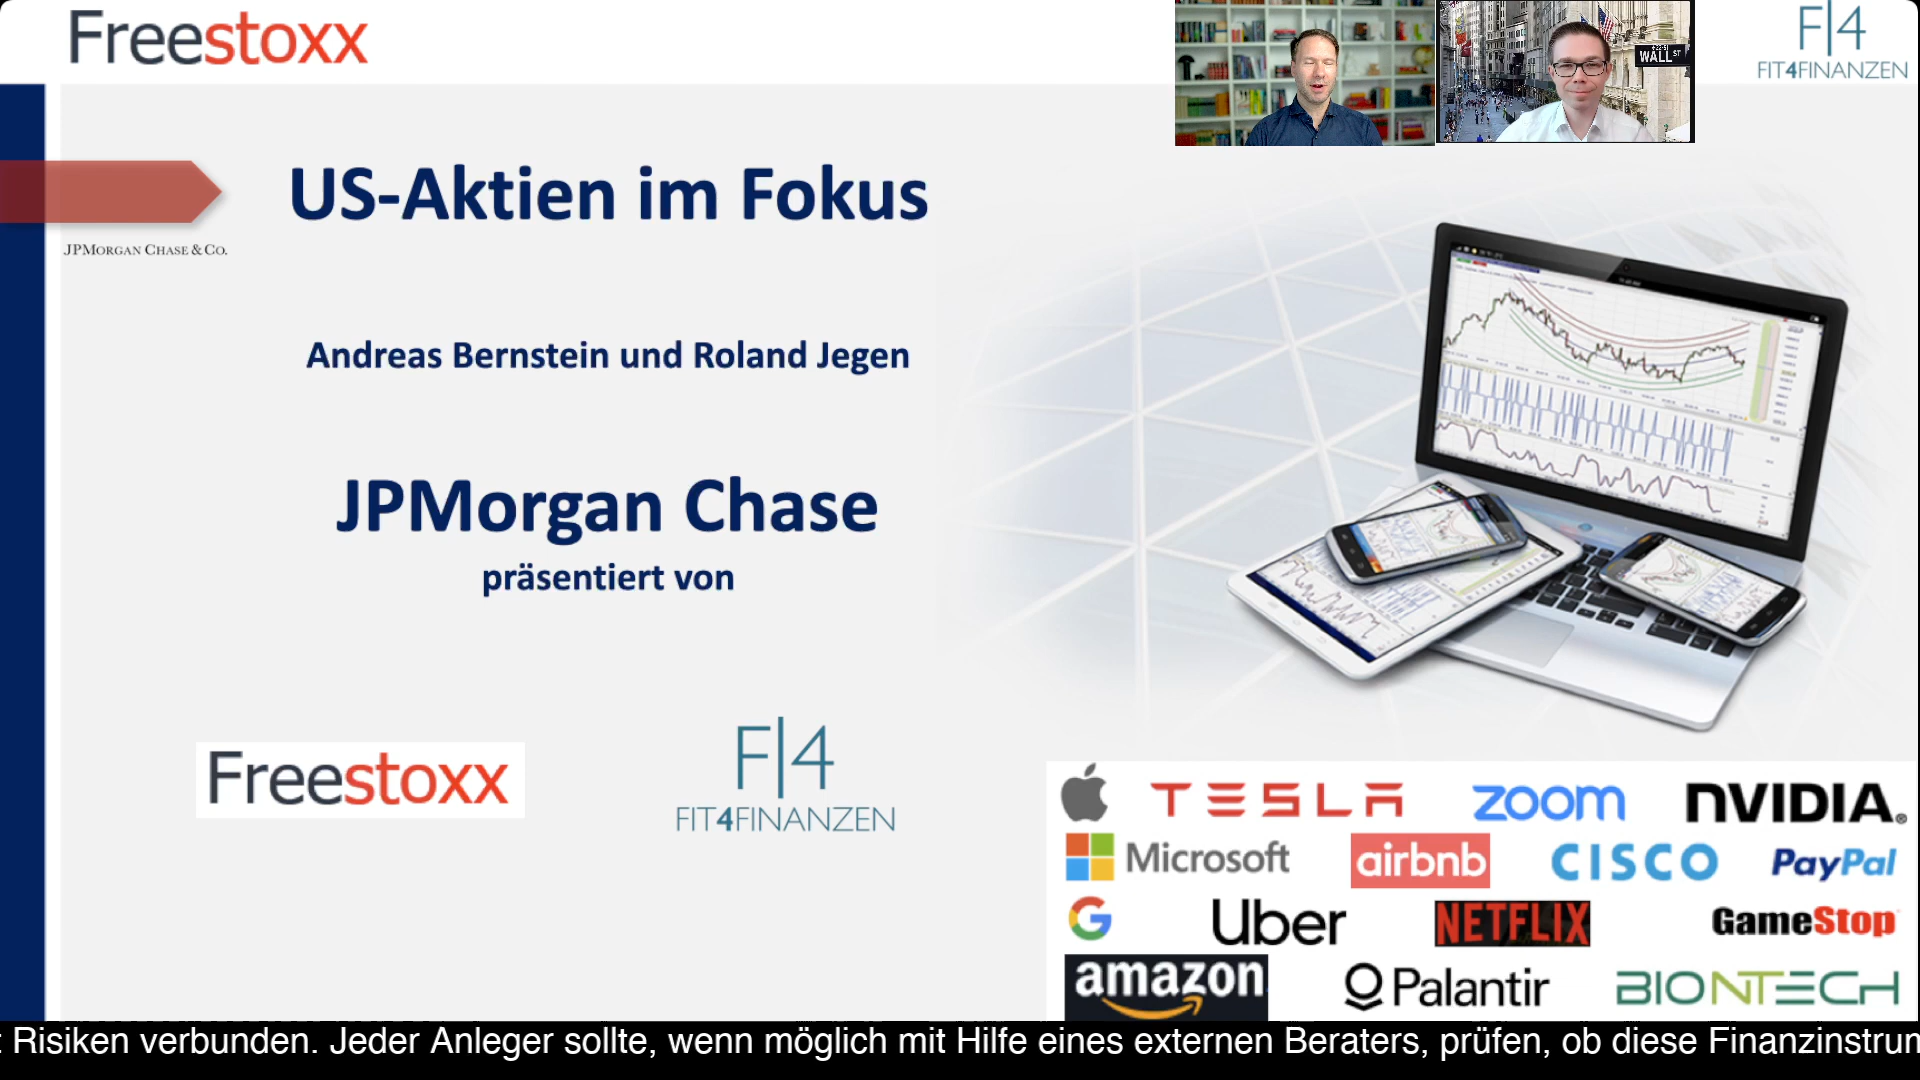 Freestoxx
WALL ST
F|4
FIT4FINANZEN
US-Aktien im Fokus
JPMORGAN CHASE & CO.
Andreas Bernstein und Roland Jegen
JPMorgan Chase
präsentiert von
Freestoxx
F|4
FIT4FINANZEN
TESLA
zoom
NVIDIA®
Microsoft
airbnb
CISCO
PayPal
G
Uber
NETFLIX
GameStop
amazon
Palantir
BIONTECH
: Risiken verbunden. Jeder Anleger sollte, wenn möglich mit Hilfe eines externen Beraters, prüfen, ob diese